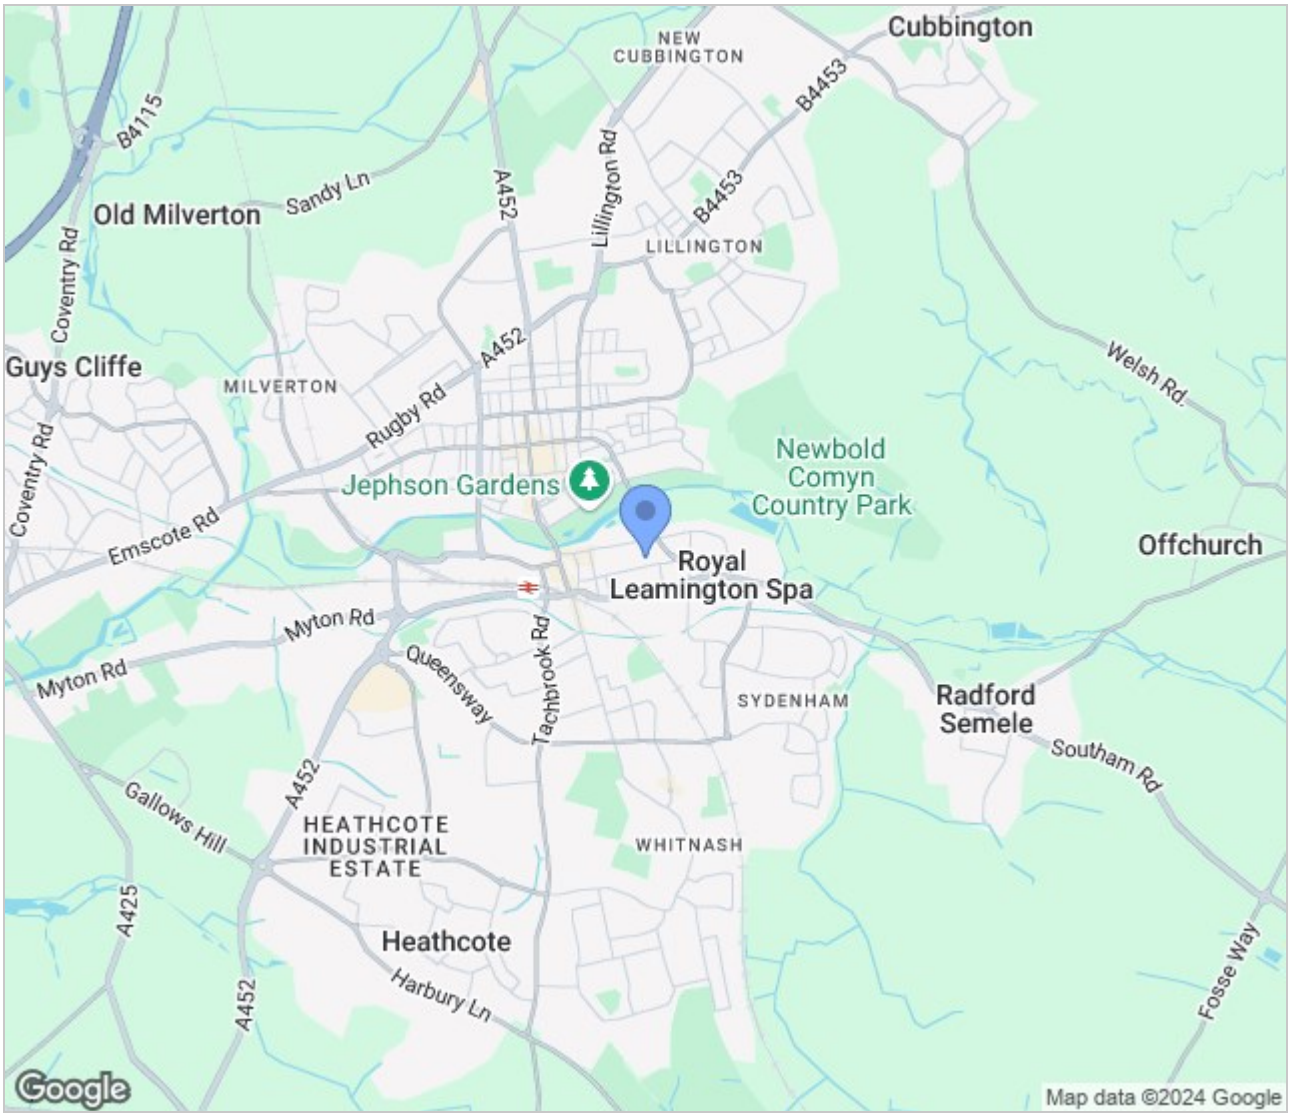 Cubbington
NEW
CUBBINGTON
B4453
B4115
Lillington Rd
Sandy Ln
A452
B4453
Old Milverton
LILLINGTON
Coventry Rd
A452
Welsh Rd.
Guys Cliffe
MILVERTON
Rugby Rd
Newbold
Comyn
Country Park
Jephson Gardens
Coventry Rd
Emscote Rd
Offchurch
Royal
Leamington Spa
Myton Rd
Tachbrook Rd
Myton Rd
Queensway
SYDENHAM
Radford
Semele
Southam Rd
A452
Gallows Hill
HEATHCOTE
INDUSTRIAL
ESTATE
WHITNASH
A425
Heathcote
Harbury Ln
A452
Fosse Way
Google
Map data ©2024 Google